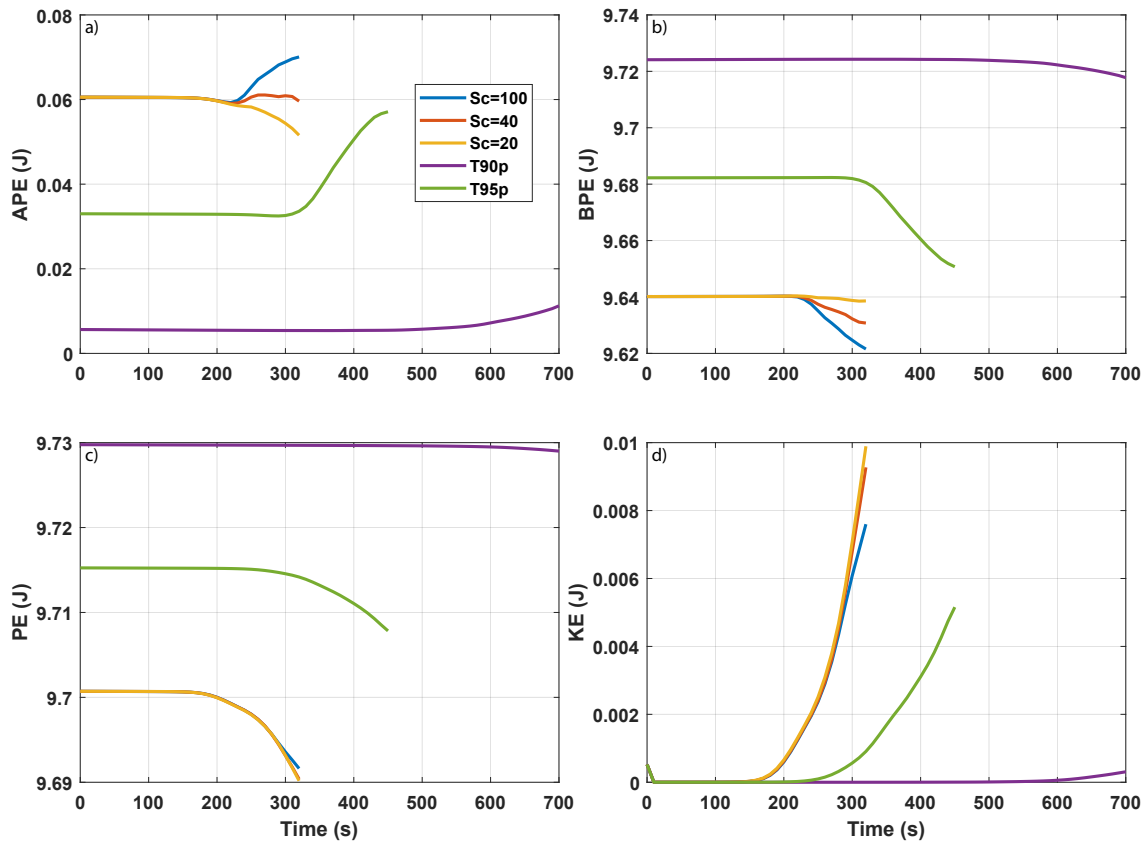 a)
0.08
0.06
0.04
0.02
0
APE (J)
0 100 200 300 400 500 600 700
Sc=100
Sc=40
Sc=20
T90p
T95p
b)
9.74
9.72
9.7
9.68
9.66
9.64
9.62
BPE (J)
0 100 200 300 400 500 600 700
c)
9.73
9.72
9.71
9.7
9.69
PE (J)
0 100 200 300 400 500 600 700
Time (s)
d)
0.01
0.008
0.006
0.004
0.002
0
KE (J)
0 100 200 300 400 500 600 700
Time (s)